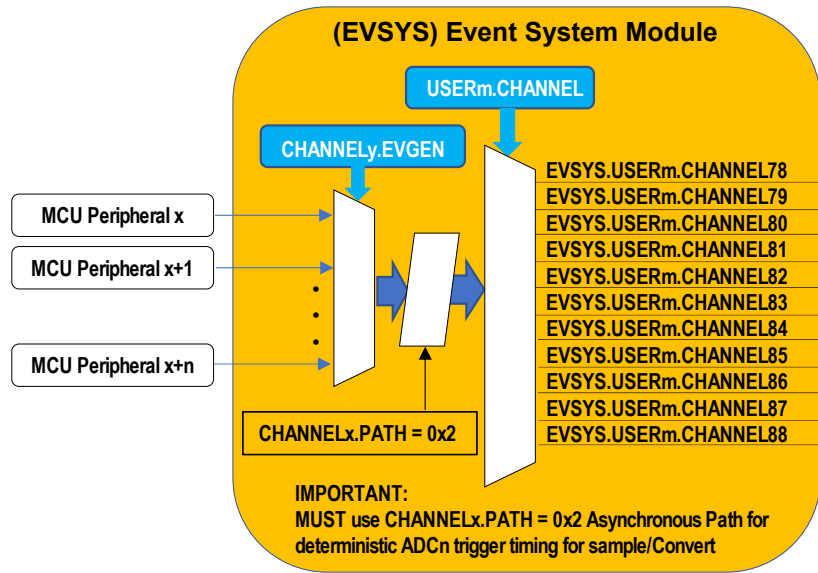 (EVSYS) Event System Module
USERm.CHANNEL
CHANNELy.EVGEN
MCU Peripheral x
MCU Peripheral x+1
MCU Peripheral x+n
EVSYS.USERm.CHANNEL78
EVSYS.USERm.CHANNEL79
EVSYS.USERm.CHANNEL80
EVSYS.USERm.CHANNEL81
EVSYS.USERm.CHANNEL82
EVSYS.USERm.CHANNEL83
EVSYS.USERm.CHANNEL84
EVSYS.USERm.CHANNEL85
EVSYS.USERm.CHANNEL86
EVSYS.USERm.CHANNEL87
EVSYS.USERm.CHANNEL88
CHANNELx.PATH = 0x2
IMPORTANT:
MUST use CHANNELx.PATH = 0x2 Asynchronous Path for
deterministic ADCn trigger timing for sample/Convert